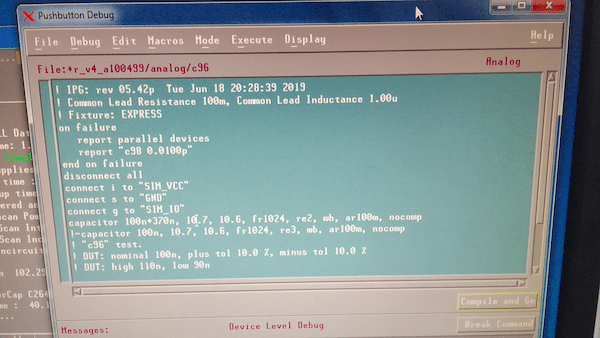 Pushbutton Debug
File Debug Edit Macros Mode Execute Display Help
File:*r_v4_a100499/analog/c96 Analog
! IPG: rev 05.42p Tue Jun 18 20:28:39 2019
! Common Lead Resistance 100m, Common Lead Inductance 1.00u
! Fixture: EXPRESS
on failure
report parallel devices
report "c98 0.0100p"
end on failure
disconnect all
connect i to "SIM_VCC"
connect s to "GND"
connect g to "SIM_IO"
capacitor 100n+370n, 10.7, 10.6, fr1024, re2, wb, ar100m, nocomp
!-capacitor 100n, 10.7, 10.6, fr1024, re3, wb, ar100m, nocomp
! "c96" test.
! DUT: nominal 100n, plus tol 10.0 %, minus tol 10.0 %
! DUT: high 110n, low 90n
Compile and Go
Messages: Device Level Debug Break Command